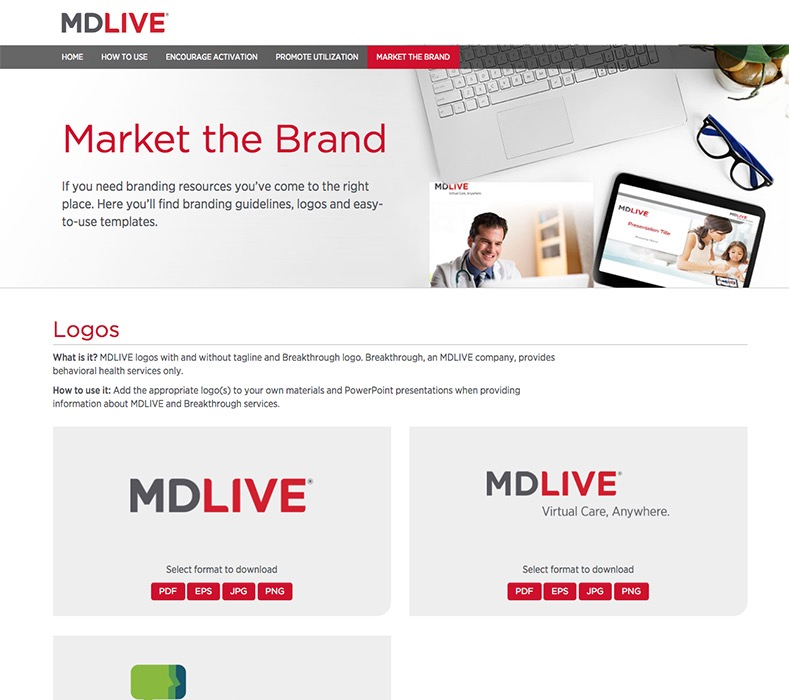 MDLIVE®
HOME HOW TO USE ENCOURAGE ACTIVATION PROMOTE UTILIZATION MARKET THE BRAND
Market the Brand
If you need branding resources you've come to the right
place. Here you'll find branding guidelines, logos and easy-
to-use templates.
MDLIVE
Virtual Care, Anywhere.
MDLIVE
MDLIVE
Presentation Title
Logos
What is it? MDLIVE logos with and without tagline and Breakthrough logo. Breakthrough, an MDLIVE company, provides
behavioral health services only.
How to use it: Add the appropriate logo(s) to your own materials and PowerPoint presentations when providing
information about MDLIVE and Breakthrough services.
MDLIVE®
Select format to download
PDF EPS JPG PNG
MDLIVE®
Virtual Care, Anywhere.
Select format to download
PDF EPS JPG PNG